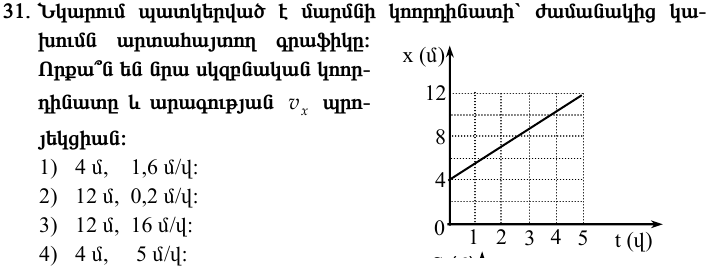 31. Նկարում պատկերված է մարմնի կոորդինատի՝ ժամանակից կա-
խումն արտահայտող գրաֆիկը:
Որքա՞ն են նրա սկզբնական կոոր-
դինատը և արագության vₓ պրո-
յեկցիան:
1) 4 մ, 1,6 մ/վ:
2) 12 մ, 0,2 մ/վ:
3) 12 մ, 16 մ/վ:
4) 4 մ, 5 մ/վ:
x (մ)
12
8
4
0
1 2 3 4 5 t (վ)